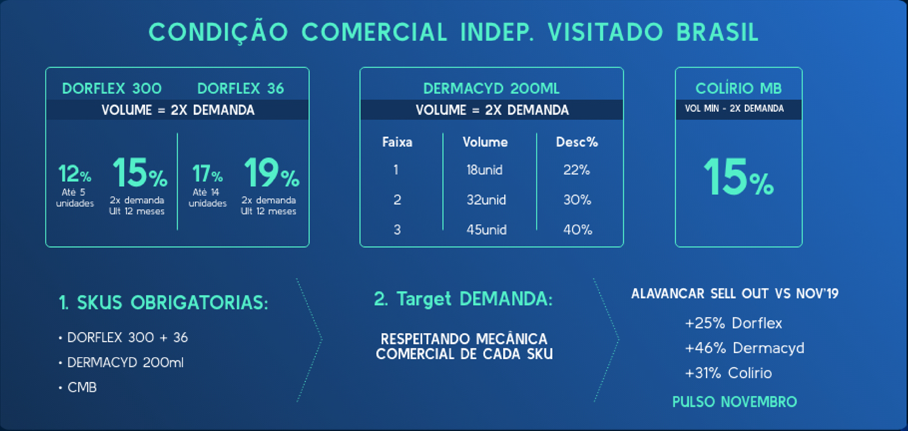 CONDIÇÃO COMERCIAL INDEP. VISITADO BRASIL
DORFLEX 300 DORFLEX 36
VOLUME = 2X DEMANDA
12% 15% 17% 19%
Até 5 unidades
2x demanda Ult 12 meses
Até 14 unidades
2x demanda Ult 12 meses
DERMACYD 200ML
VOLUME = 2X DEMANDA
Faixa Volume Desc%
1 18unid 22%
2 32unid 30%
3 45unid 40%
COLÍRIO MB
VOL MÍN - 2X DEMANDA
15%
1. SKUS OBRIGATORIAS:
• DORFLEX 300 + 36
• DERMACYD 200ml
• CMB
2. Target DEMANDA:
RESPEITANDO MECÂNICA
COMERCIAL DE CADA SKU
ALAVANCAR SELL OUT VS NOV'19
+25% Dorflex
+46% Dermacyd
+31% Colirio
PULSO NOVEMBRO